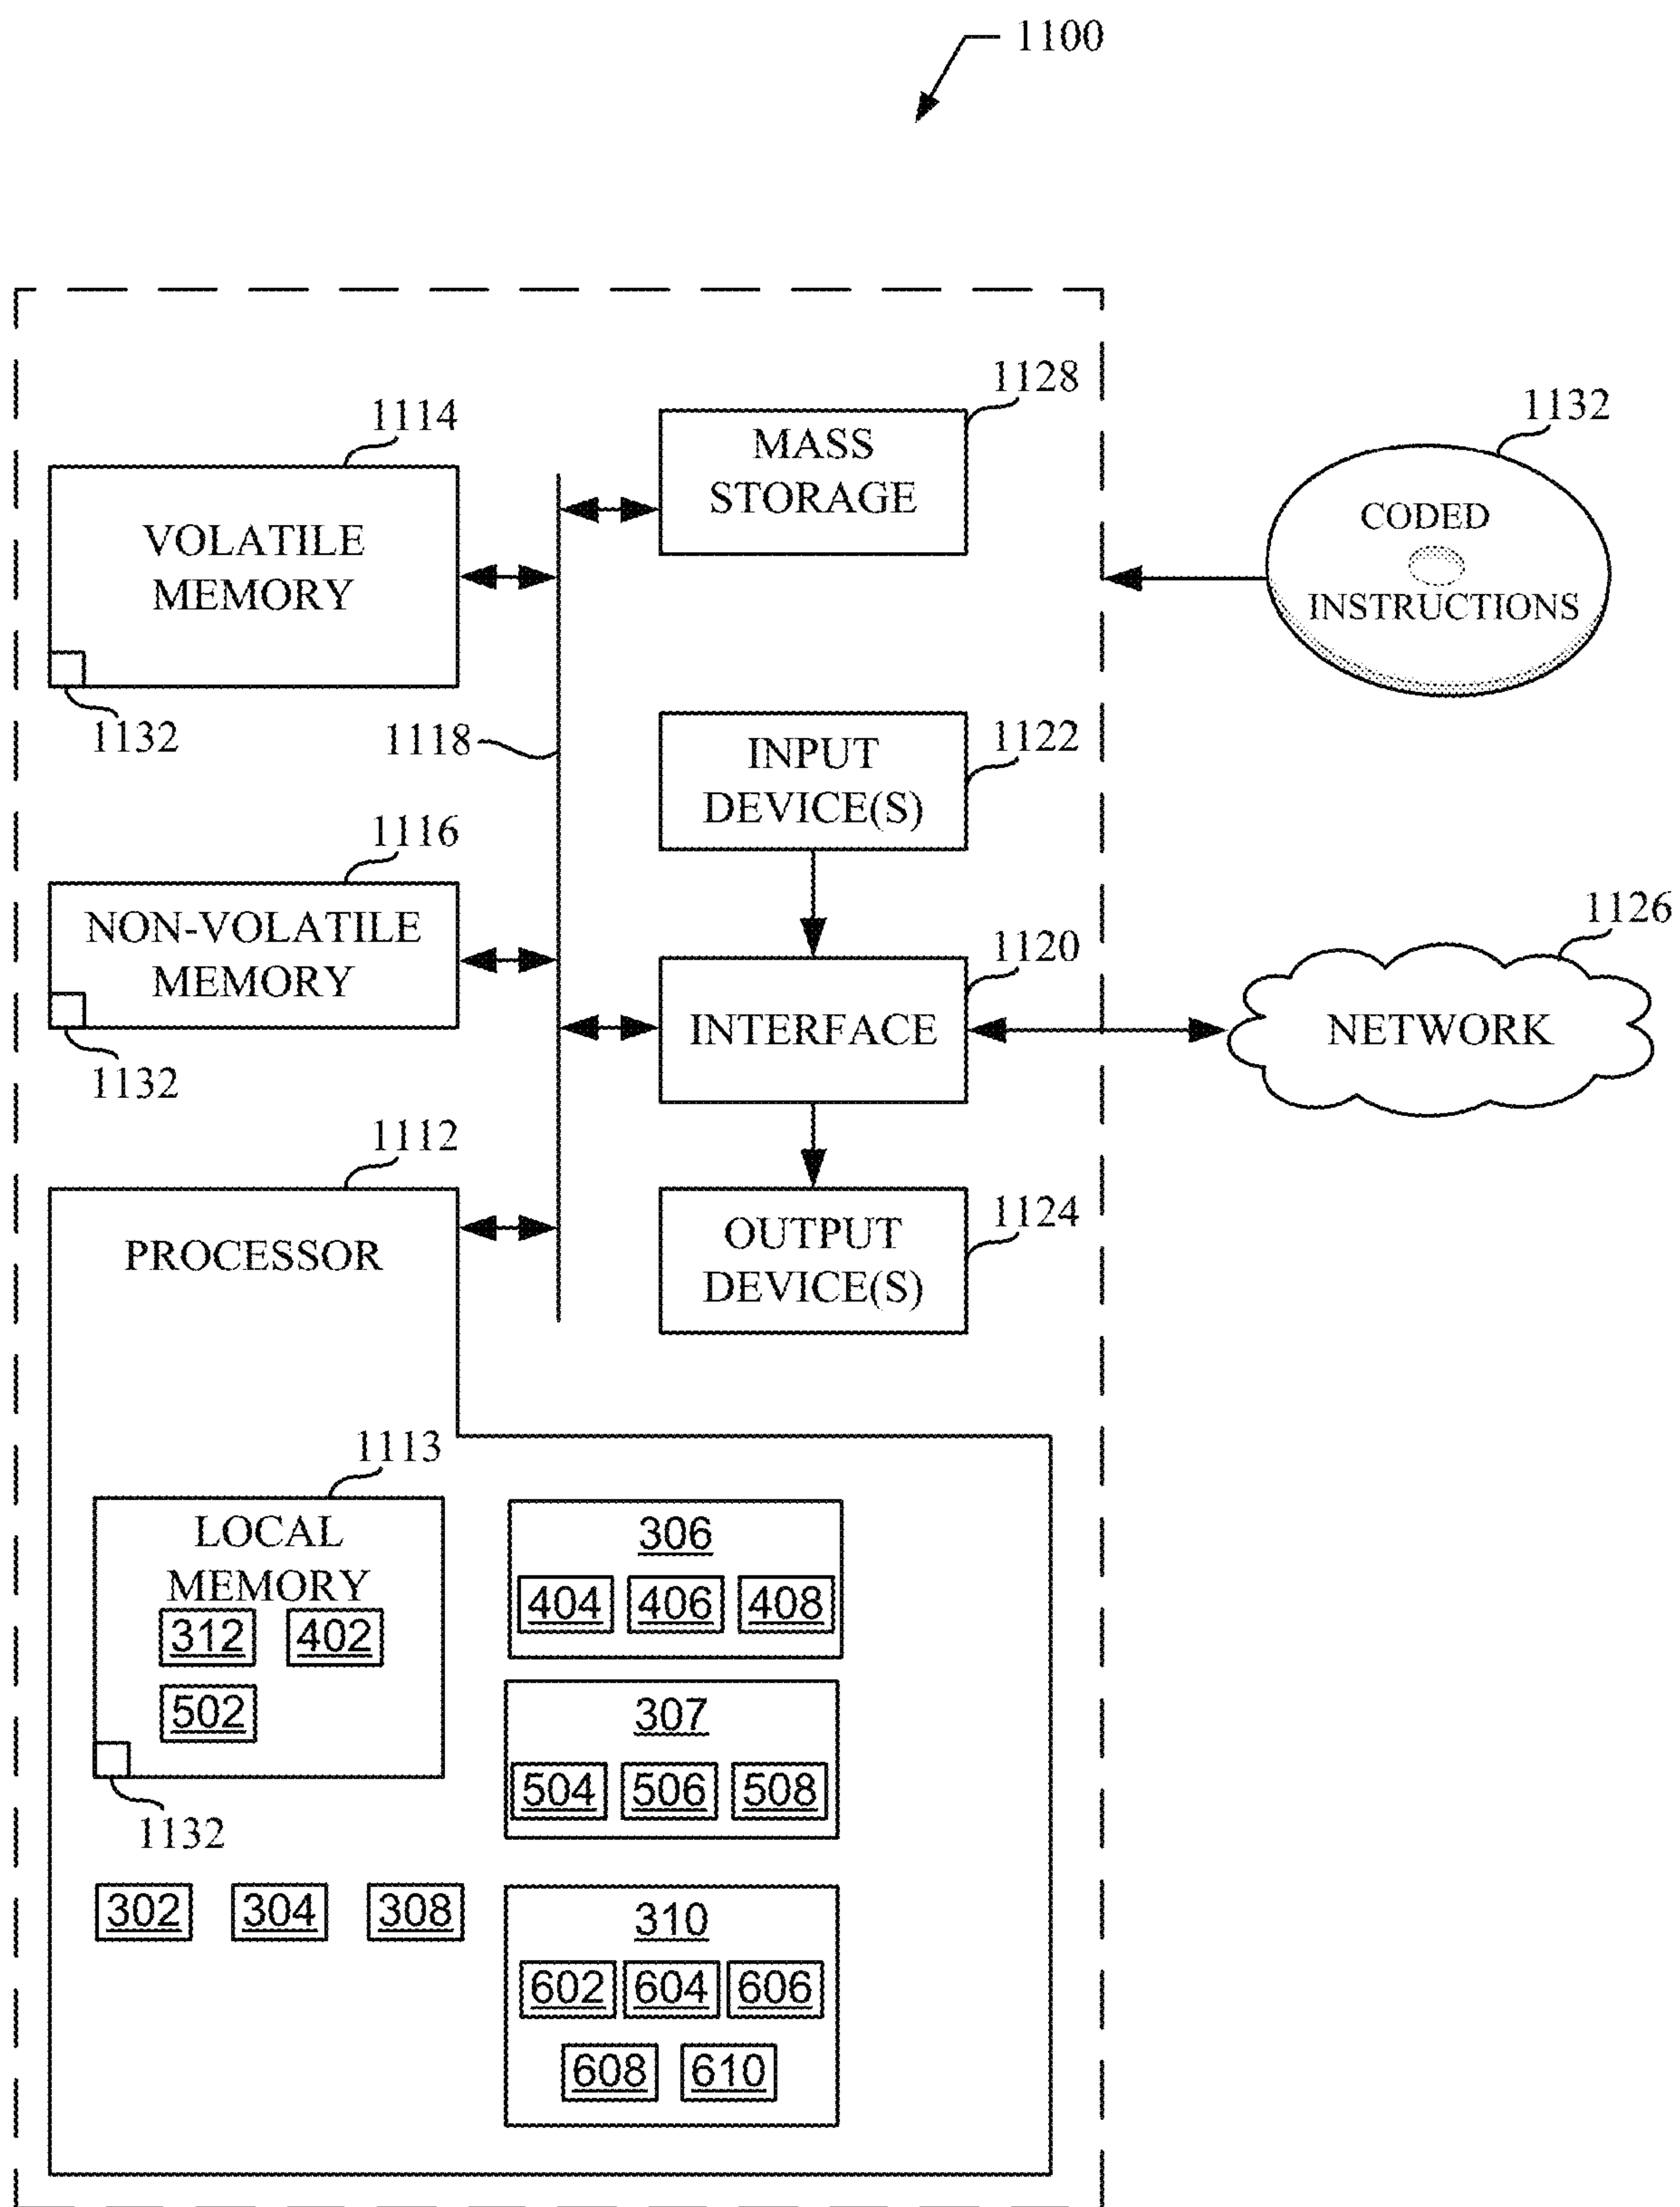 1100
1128
MASS
STORAGE
1114
VOLATILE
MEMORY
1132
1132
CODED
INSTRUCTIONS
1118
1122
INPUT
DEVICE(S)
1116
NON-VOLATILE
MEMORY
1132
1120
INTERFACE
1126
NETWORK
1112
PROCESSOR
1124
OUTPUT
DEVICE(S)
1113
LOCAL
MEMORY
312 402
502
1132
306
404 406 408
307
504 506 508
302 304 308
310
602 604 606
608 610